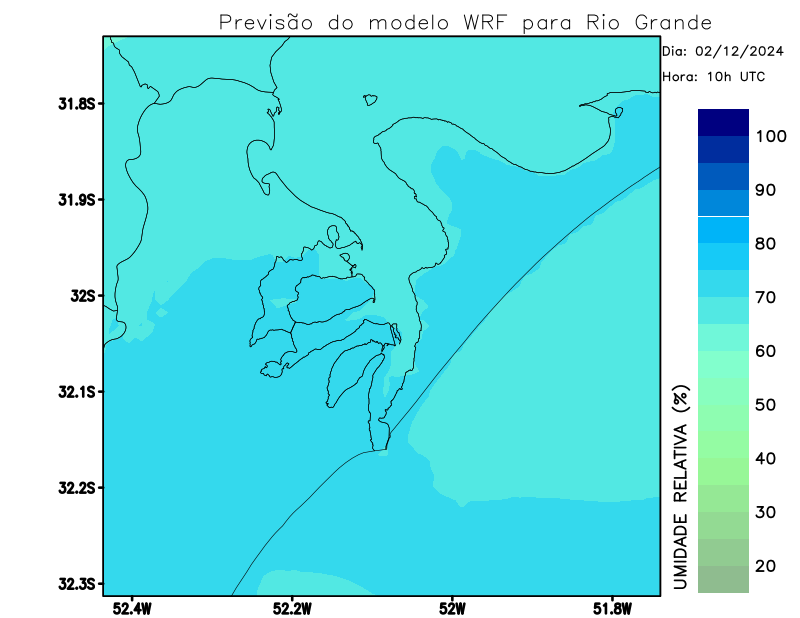 Previsão do modelo WRF para Rio Grande
Dia: 02/12/2024
Hora: 10h UTC
31.8S
31.9S
32S
32.1S
32.2S
32.3S
52.4W
52.2W
52W
51.8W
100
90
80
70
60
50
40
30
20
UMIDADE RELATIVA (%)